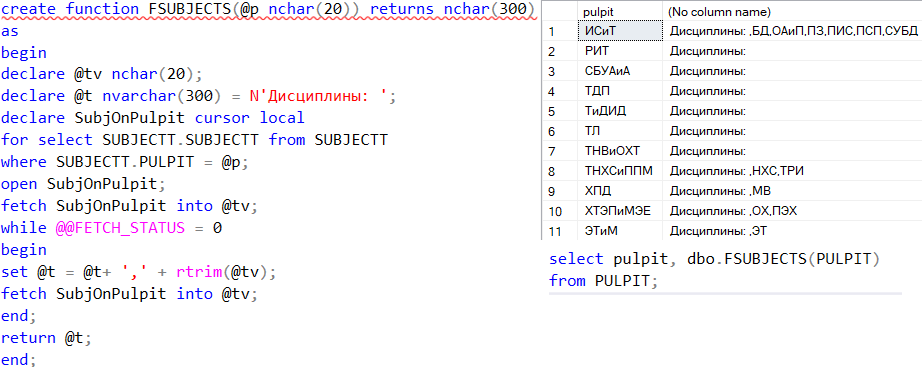 create function FSUBJECTS(@p nchar(20)) returns nchar(300)
as
begin
declare @tv nchar(20);
declare @t nvarchar(300) = N'Дисциплины: ';
declare SubjOnPulpit cursor local
for select SUBJECTT.SUBJECTT from SUBJECTT
where SUBJECTT.PULPIT = @p;
open SubjOnPulpit;
fetch SubjOnPulpit into @tv;
while @@FETCH_STATUS = 0
begin
set @t = @t+ ',' + rtrim(@tv);
fetch SubjOnPulpit into @tv;
end;
return @t;
end;
pulpit (No column name)
1 ИСиТ Дисциплины: ,БД,ОАиП,ПЗ,ПИС,ПСП,СУБД
2 РИТ Дисциплины:
3 СБУАиА Дисциплины:
4 ТДП Дисциплины:
5 ТиДИД Дисциплины:
6 ТЛ Дисциплины:
7 ТНВиОХТ Дисциплины:
8 ТНХСиППМ Дисциплины: ,НХС,ТРИ
9 ХПД Дисциплины: ,МВ
10 ХТЭПиМЭЕ Дисциплины: ,ОХ,ПЭХ
11 ЭТиМ Дисциплины: ,ЭТ
select pulpit, dbo.FSUBJECTS(PULPIT)
from PULPIT;